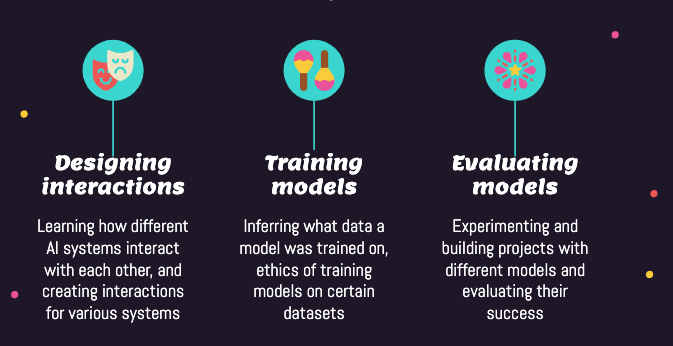 Designing
interactions
Learning how different
AI systems interact
with each other, and
creating interactions
for various systems
Training
models
Inferring what data a
model was trained on,
ethics of training
models on certain
datasets
Evaluating
models
Experimenting and
building projects with
different models and
evaluating their
success